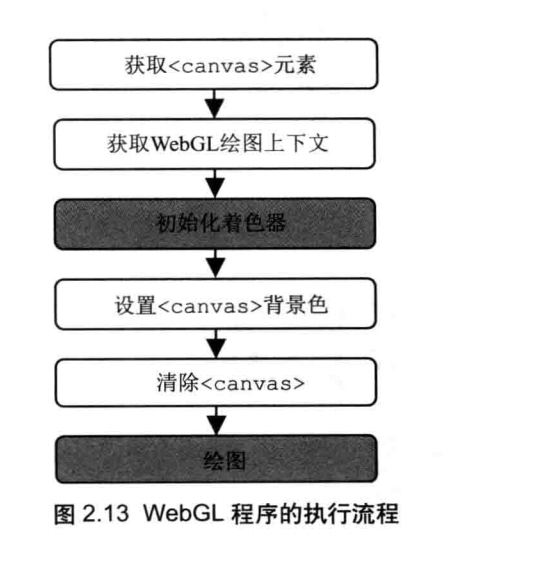 获取<canvas>元素
获取WebGL绘图上下文
初始化着色器
设置<canvas>背景色
清除<canvas>
绘图
图 2.13 WebGL 程序的执行流程